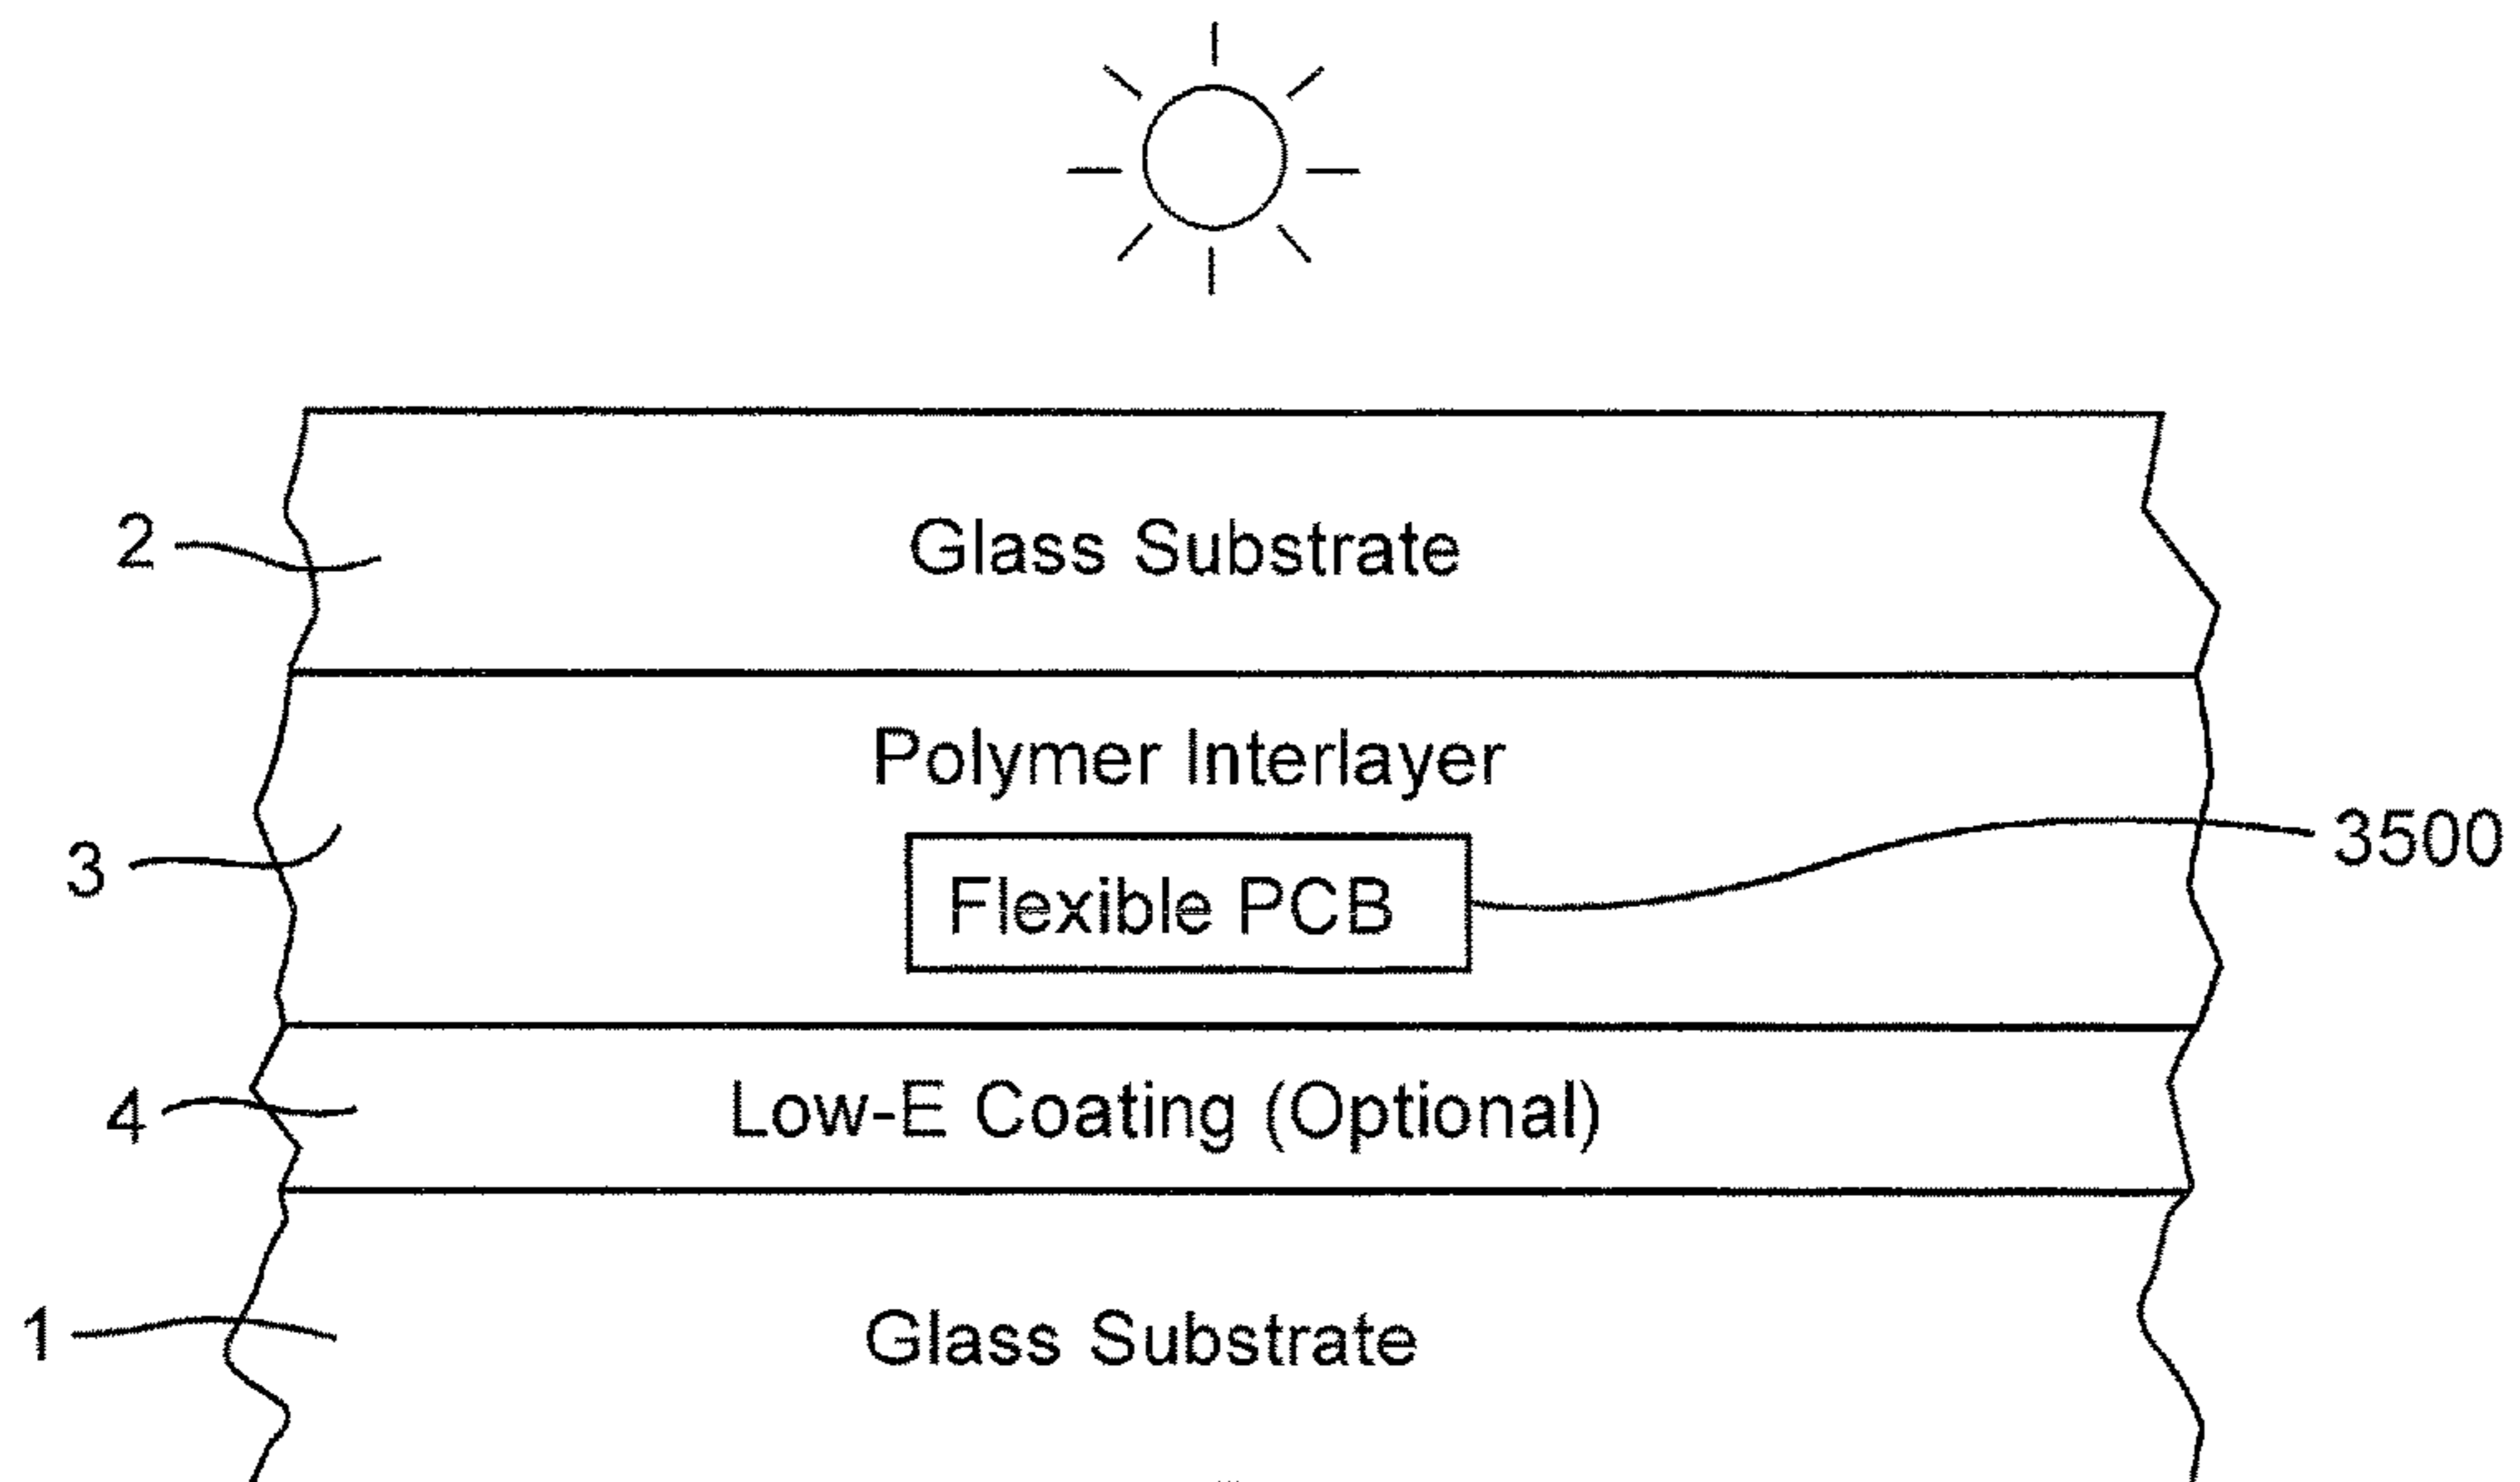 2
Glass Substrate
Polymer Interlayer
3
Flexible PCB
3500
4
Low-E Coating (Optional)
1
Glass Substrate